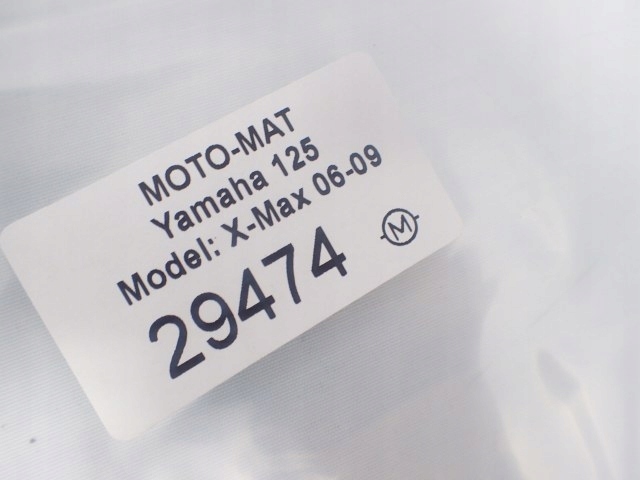 MOTO-MAT
Yamaha 125
Model: X-Max 06-09
29474
M